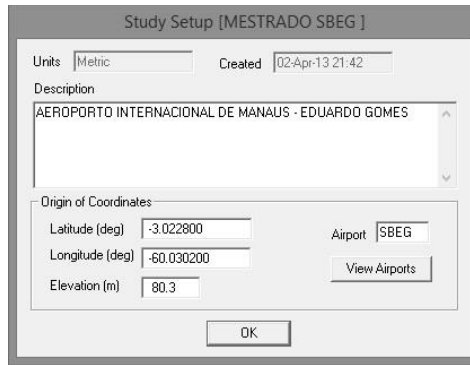 Study Setup [MESTRADO SBEG ]
Units Metric Created 02-Apr-13 21:42
Description
AEROPORTO INTERNACIONAL DE MANAUS - EDUARDO GOMES
Origin of Coordinates
Latitude (deg) -3.022800
Airport SBEG
Longitude (deg) -60.030200
View Airports
Elevation (m) 80.3
OK